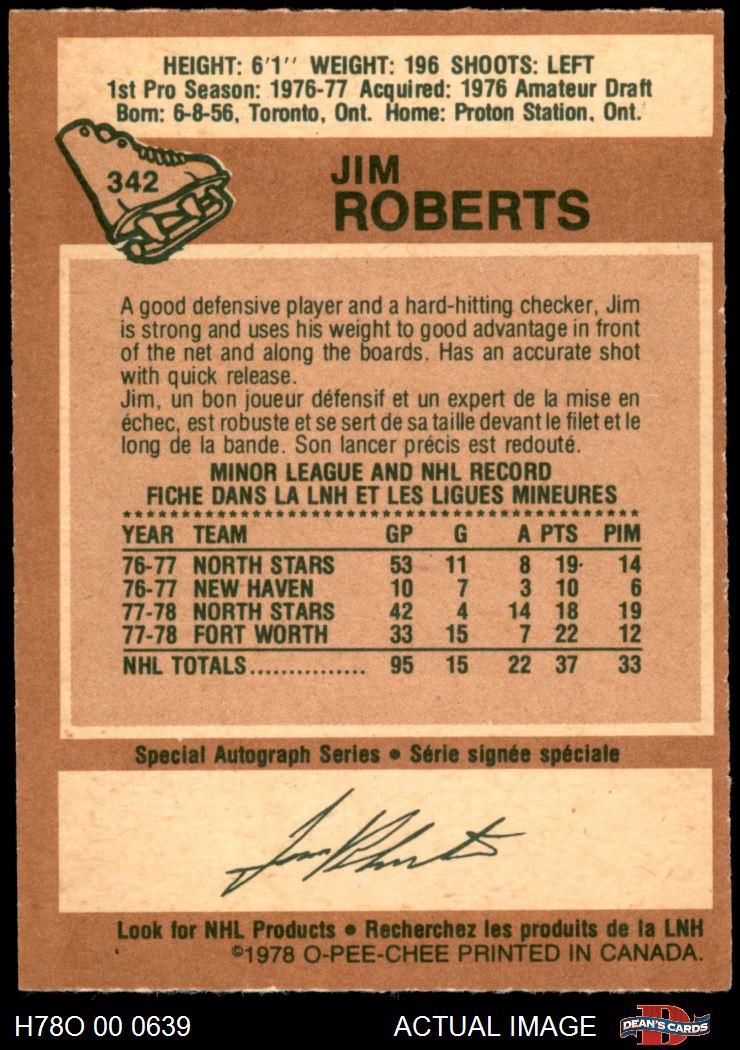 HEIGHT: 6'1'' WEIGHT: 196 SHOOTS: LEFT
1st Pro Season: 1976-77 Acquired: 1976 Amateur Draft
Born: 6-8-56, Toronto, Ont. Home: Proton Station, Ont.
342
JIM
ROBERTS
A good defensive player and a hard-hitting checker, Jim
is strong and uses his weight to good advantage in front
of the net and along the boards. Has an accurate shot
with quick release.
Jim, un bon joueur défensif et un expert de la mise en
échec, est robuste et se sert de sa taille devant le filet et le
long de la bande. Son lancer précis est redouté.
MINOR LEAGUE AND NHL RECORD
FICHE DANS LA LNH ET LES LIGUES MINEURES
YEAR TEAM GP G A PTS PIM
76-77 NORTH STARS 53 11 8 19 14
76-77 NEW HAVEN 10 7 3 10 6
77-78 NORTH STARS 42 4 14 18 19
77-78 FORT WORTH 33 15 7 22 12
NHL TOTALS............... 95 15 22 37 33
Special Autograph Series • Série signée spéciale
Jim Roberts
Look for NHL Products • Recherchez les produits de la LNH
©1978 O-PEE-CHEE PRINTED IN CANADA.
H78O 00 0639 ACTUAL IMAGE D DEAN'S CARDS